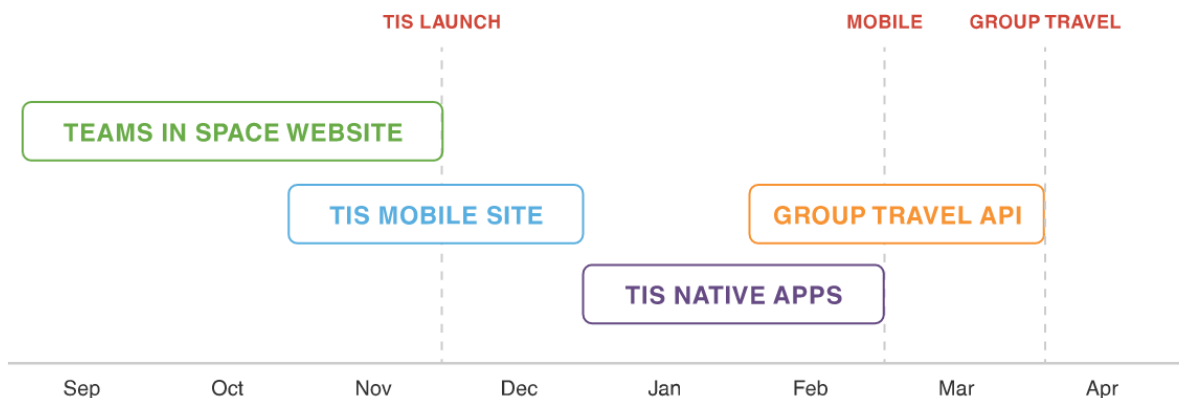 TIS LAUNCH
MOBILE
GROUP TRAVEL
TEAMS IN SPACE WEBSITE
TIS MOBILE SITE
GROUP TRAVEL API
TIS NATIVE APPS
Sep
Oct
Nov
Dec
Jan
Feb
Mar
Apr